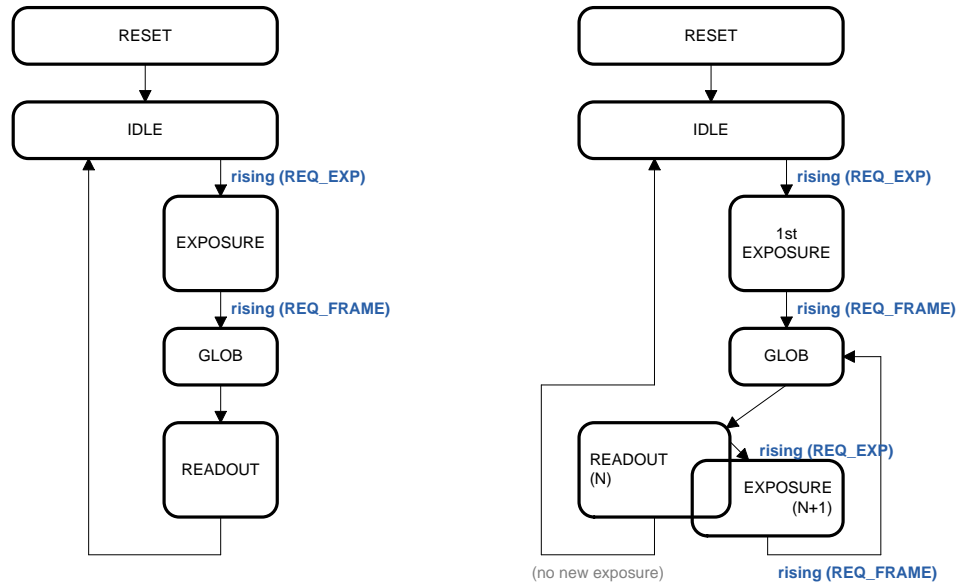 RESET
IDLE
rising (REQ_EXP)
EXPOSURE
rising (REQ_FRAME)
GLOB
READOUT
RESET
IDLE
rising (REQ_EXP)
1st
EXPOSURE
rising (REQ_FRAME)
GLOB
rising (REQ_EXP)
READOUT
(N)
EXPOSURE
(N+1)
(no new exposure)
rising (REQ_FRAME)